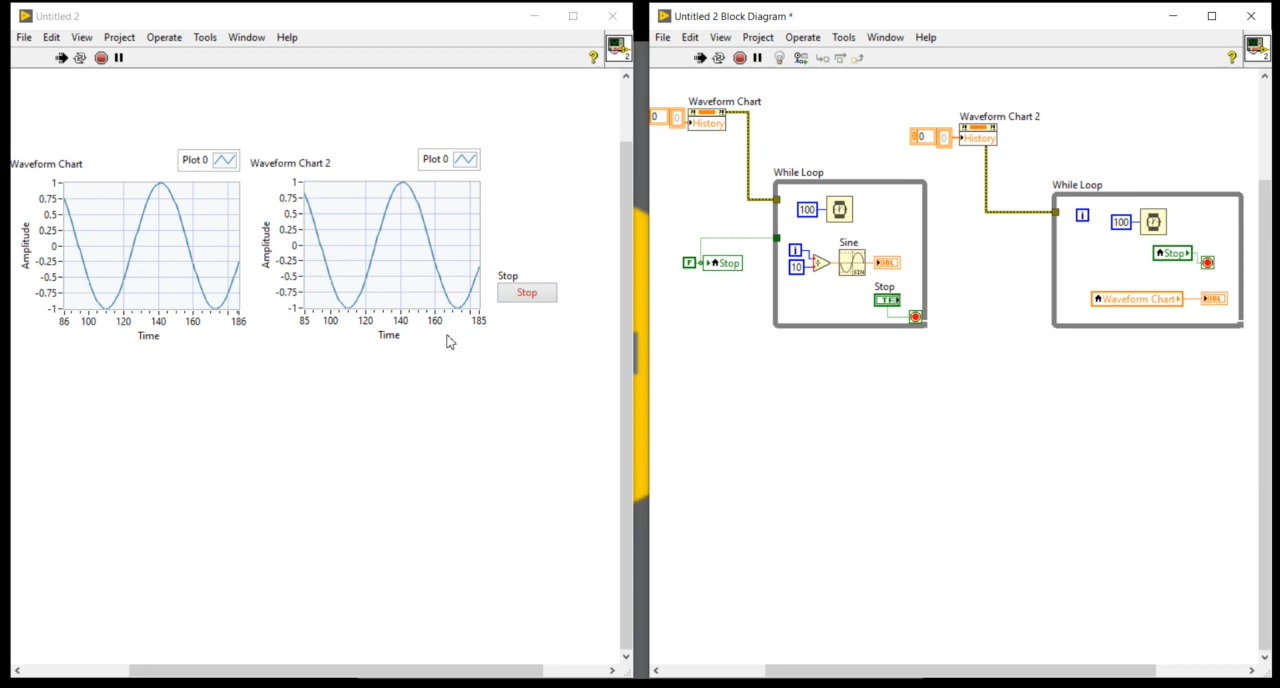 Untitled 2
File Edit View Project Operate Tools Window Help
2
Waveform Chart
Plot 0
Waveform Chart 2
Plot 0
Amplitude
1
0.75
0.5
0.25
0
-0.25
-0.5
-0.75
-1
86 100 120 140 160 186
Time
Amplitude
1
0.75
0.5
0.25
0
-0.25
-0.5
-0.75
-1
85 100 120 140 160 185
Time
Stop
Stop
Untitled 2 Block Diagram *
File Edit View Project Operate Tools Window Help
2
Waveform Chart
0 0 History
Waveform Chart 2
0 0 History
While Loop
100
i
10
Sine
SIN
DBL
F Stop
Stop
TF
While Loop
i
100
Stop
Waveform Chart DBL